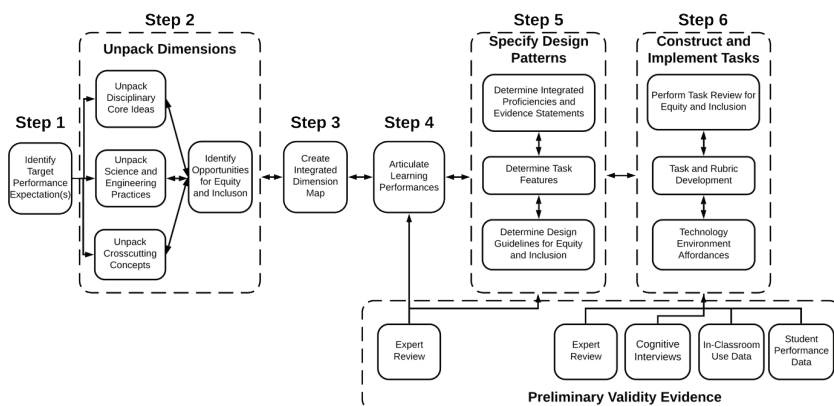 Step 2
Unpack Dimensions
Unpack
Disciplinary
Core Ideas
Step 1
Identify
Target
Performance
Expectation(s)
Unpack
Science and
Engineering
Practices
Identify
Opportunities
for Equity
and Incluson
Unpack
Crosscutting
Concepts
Step 3
Create
Integrated
Dimension
Map
Step 4
Articulate
Learning
Performances
Step 5
Specify Design
Patterns
Determine Integrated
Proficiencies and
Evidence Statements
Determine Task
Features
Determine Design
Guidelines for Equity
and Inclusion
Step 6
Construct and
Implement Tasks
Perform Task Review for
Equity and Inclusion
Task and Rubric
Development
Technology
Environment
Affordances
Expert
Review
Expert
Review
Cognitive
Interviews
In-Classroom
Use Data
Student
Performance
Data
Preliminary Validity Evidence